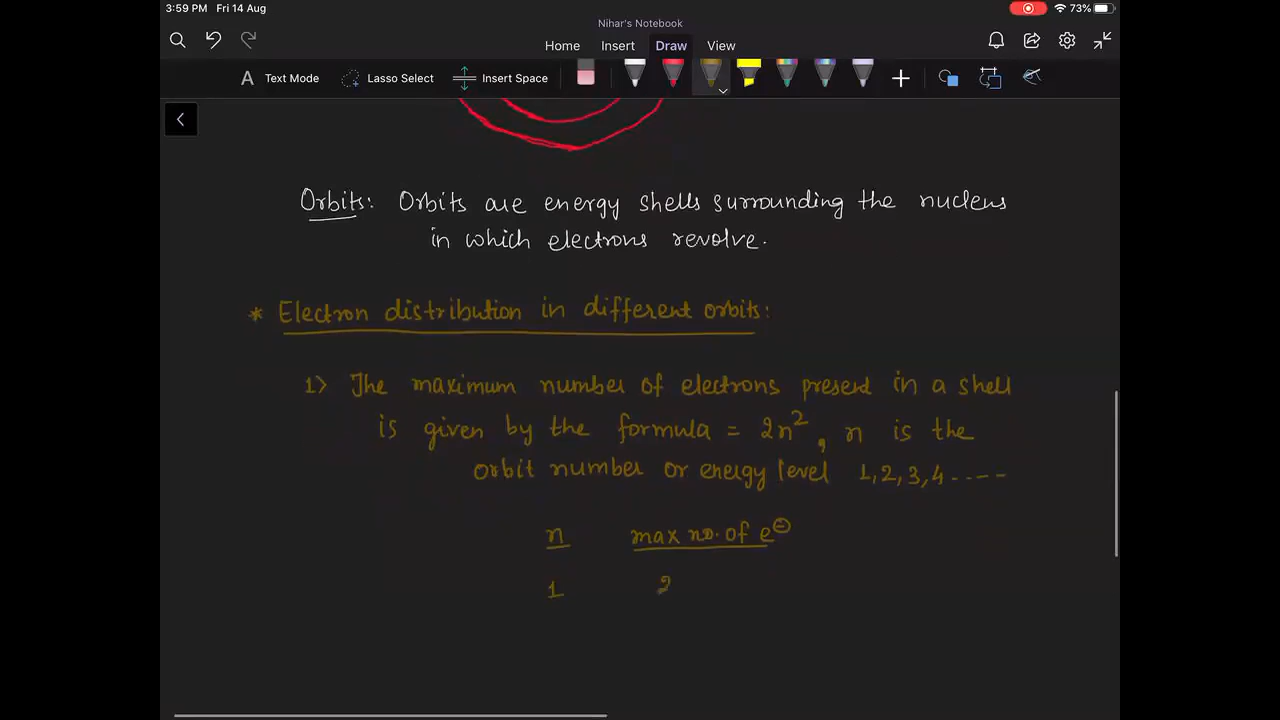 3:59 PM Fri 14 Aug
73%
Nihar's Notebook
Home Insert Draw View
A Text Mode Lasso Select Insert Space
Orbits: Orbits are energy shells surrounding the nucleus
in which electrons revolve.
* Electron distribution in different orbits:
1> The maximum number of electrons present in a shell
is given by the formula = 2n², n is the
orbit number or energy level 1,2,3,4-----
n max no. of e⊖
1 2